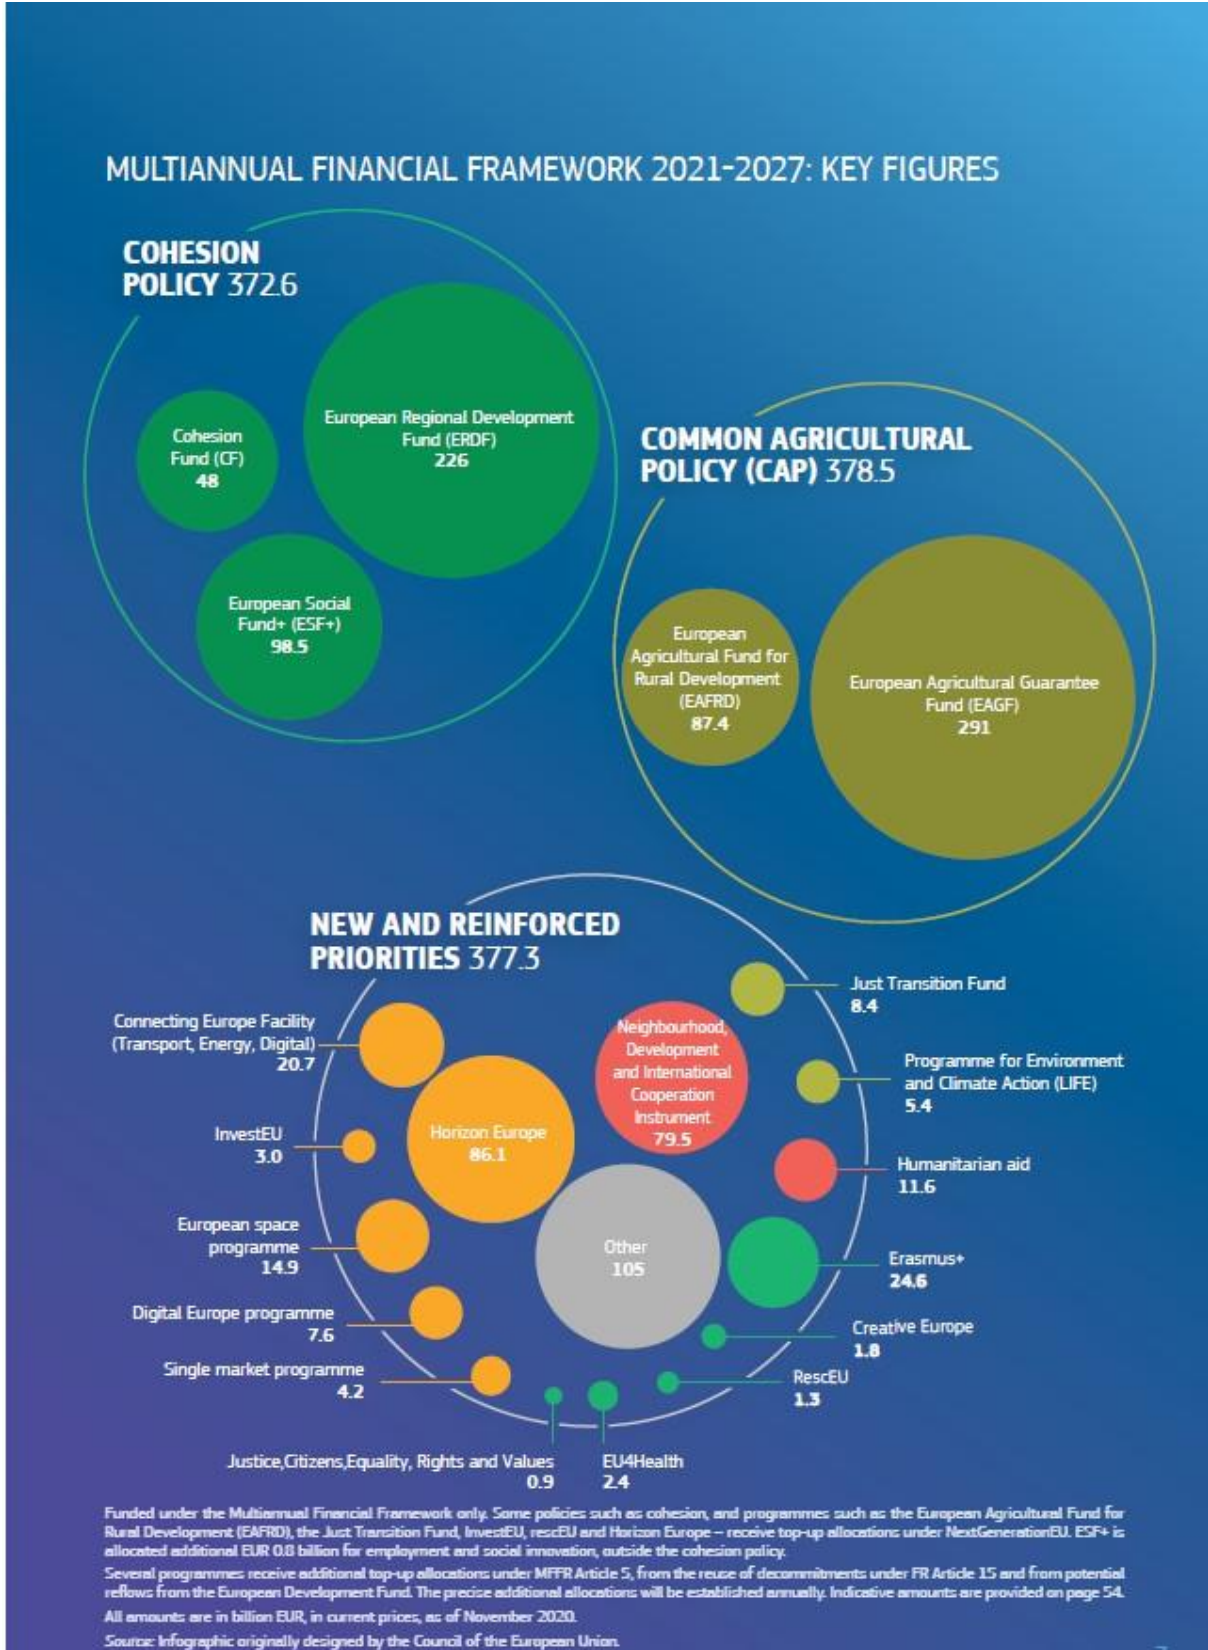 MULTIANNUAL FINANCIAL FRAMEWORK 2021-2027: KEY FIGURES
COHESION
POLICY 372.6
European Regional Development
Fund (ERDF)
226
Cohesion
Fund (CF)
48
European Social
Fund+ (ESF+)
98.5
COMMON AGRICULTURAL
POLICY (CAP) 378.5
European
Agricultural Fund for
Rural Development
(EAFRD)
87.4
European Agricultural Guarantee
Fund (EAGF)
291
NEW AND REINFORCED
PRIORITIES 377.3
Connecting Europe Facility
(Transport, Energy, Digital)
20.7
InvestEU
3.0
European space
programme
14.9
Digital Europe programme
7.6
Single market programme
4.2
Horizon Europe
86.1
Neighbourhood,
Development
and International
Cooperation
Instrument
79.5
Other
105
Just Transition Fund
8.4
Programme for Environment
and Climate Action (LIFE)
5.4
Humanitarian aid
11.6
Erasmus+
24.6
Creative Europe
1.8
RescEU
1.3
Justice,Citizens,Equality, Rights and Values
0.9
EU4Health
2.4
Funded under the Multiannual Financial Framework only. Some policies such as cohesion, and programmes such as the European Agricultural Fund for
Rural Development (EAFRD), the Just Transition Fund, InvestEU, rescEU and Horizon Europe – receive top-up allocations under NextGenerationEU. ESF+ is
allocated additional EUR 0.8 billion for employment and social innovation, outside the cohesion policy.
Several programmes receive additional top-up allocations under MFFR Article 5, from the reuse of decommitments under FR Article 15 and from potential
reflows from the European Development Fund. The precise additional allocations will be established annually. Indicative amounts are provided on page 54.
All amounts are in billion EUR, in current prices, as of November 2020.
Source: Infographic originally designed by the Council of the European Union.